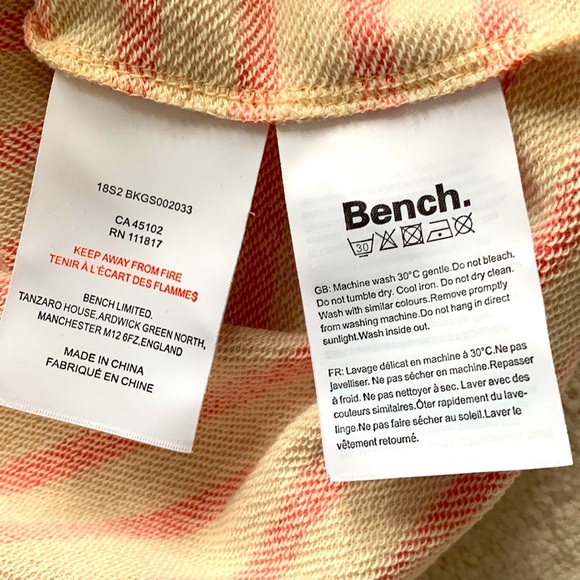 18S2 BKGS002033
CA 45102
RN 111817
KEEP AWAY FROM FIRE
TENIR À L'ÉCART DES FLAMMES
BENCH LIMITED.
TANZARO HOUSE,ARDWICK GREEN NORTH,
MANCHESTER M12 6FZ,ENGLAND
MADE IN CHINA
FABRIQUÉ EN CHINE
Bench.
30
GB: Machine wash 30°C gentle.Do not bleach.
Do not tumble dry. Cool iron. Do not dry clean.
Wash with similar colours.Remove promptly
from washing machine.Do not hang in direct
sunlight.Wash inside out.
FR: Lavage délicat en machine à 30°C.Ne pas
javelliser. Ne pas sécher en machine.Repasser
à froid. Ne pas nettoyer à sec. Laver avec des
couleurs similaires.Ôter rapidement du lave-
linge.Ne pas faire sécher au soleil.Laver le
vêtement retourné.